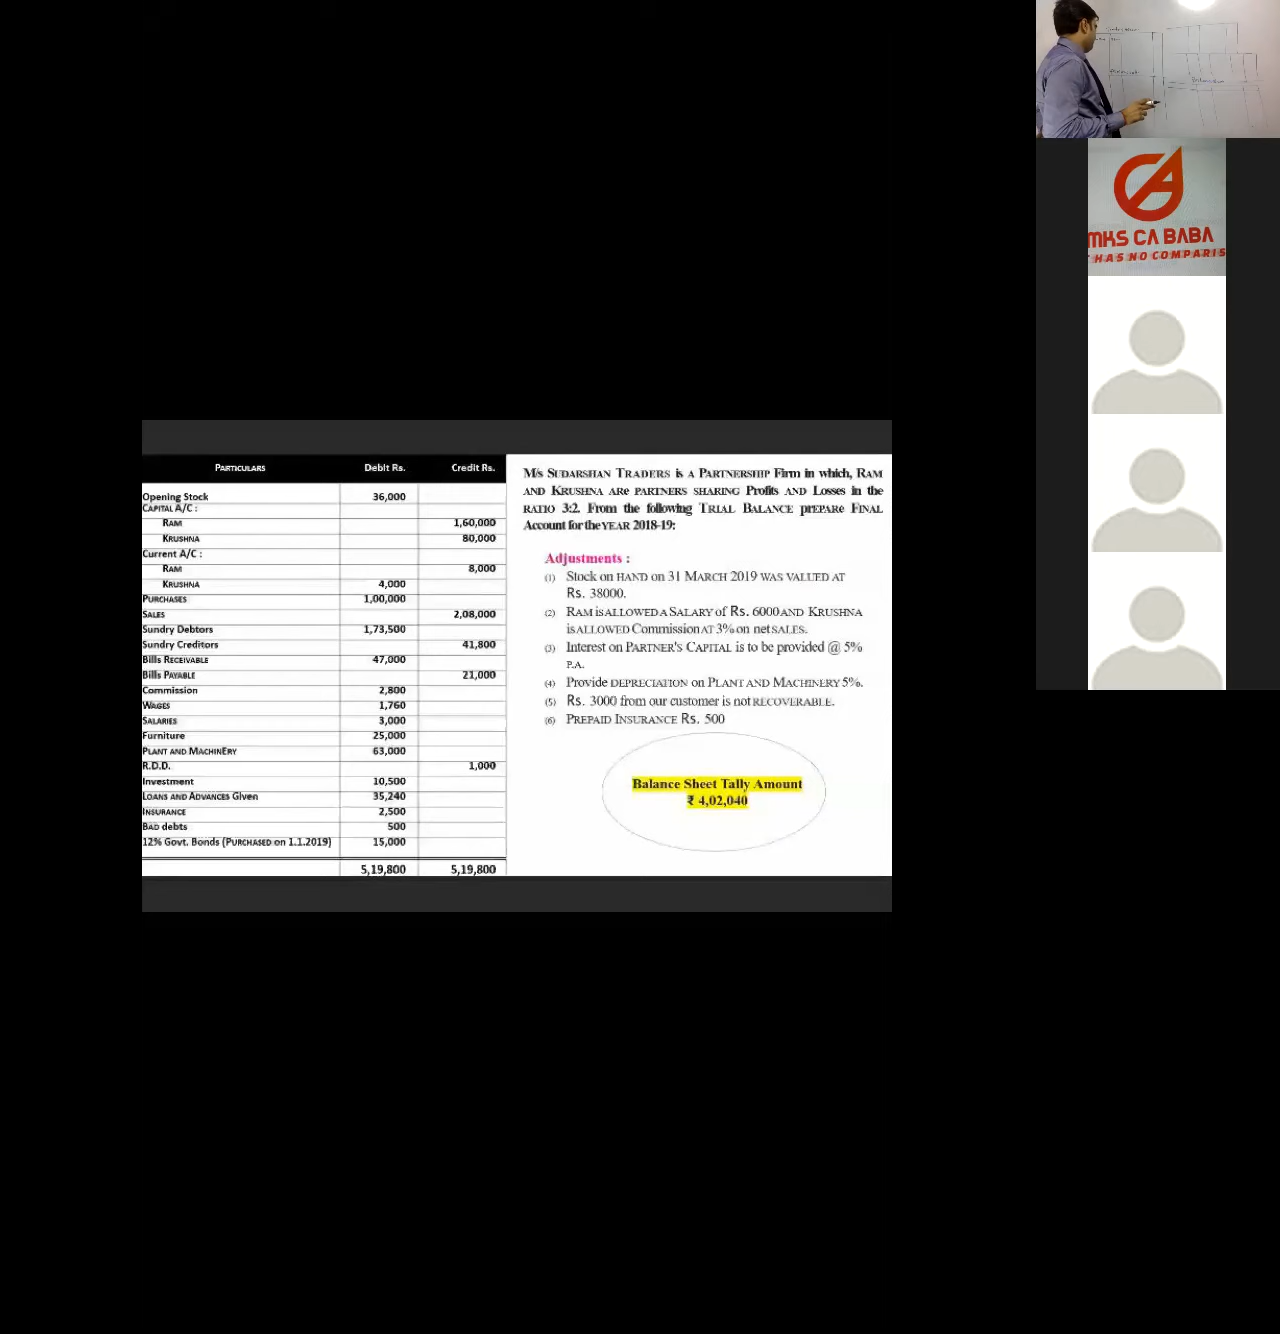 MKS CA BABA
HAS NO COMPARIS
PARTICULARS Debit Rs. Credit Rs.
Opening Stock 36,000
CAPITAL A/C :
RAM 1,60,000
KRUSHNA 80,000
Current A/C :
RAM 8,000
KRUSHNA 4,000
PURCHASES 1,00,000
SALES 2,08,000
Sundry Debtors 1,73,500
Sundry Creditors 41,800
Bills RECEIVABLE 47,000
Bills PAYABLE 21,000
Commission 2,800
WAGES 1,760
SALARIES 3,000
Furniture 25,000
PLANT AND MACHINERY 63,000
R.D.D. 1,000
Investment 10,500
LOANS AND ADVANCES Given 35,240
INSURANCE 2,500
BAD debts 500
12% Govt. Bonds (PURCHASED on 1.1.2019) 15,000
5,19,800 5,19,800
M/s SUDARSHAN TRADERS is A PARTNERSHIP Firm in which, RAM
AND KRUSHNA ARe PARTNERS SHARING Profits AND Losses in the
RATIO 3:2. From the following TRIAL BALANCE prepare FINAL
Account for the YEAR 2018-19:
Adjustments :
(1) Stock on HAND on 31 MARCH 2019 WAS VALUED AT
Rs. 38000.
(2) RAM is ALLOWED A SALARY of Rs. 6000 AND KRUSHNA
is ALLOWED Commission AT 3% on net SALES.
(3) Interest on PARTNER'S CAPITAL is to be provided @ 5%
P.A.
(4) Provide DEPRECIATION on PLANT AND MACHINERY 5%.
(5) Rs. 3000 from our customer is not RECOVERABLE.
(6) PREPAID INSURANCE Rs. 500
Balance Sheet Tally Amount
₹ 4,02,040